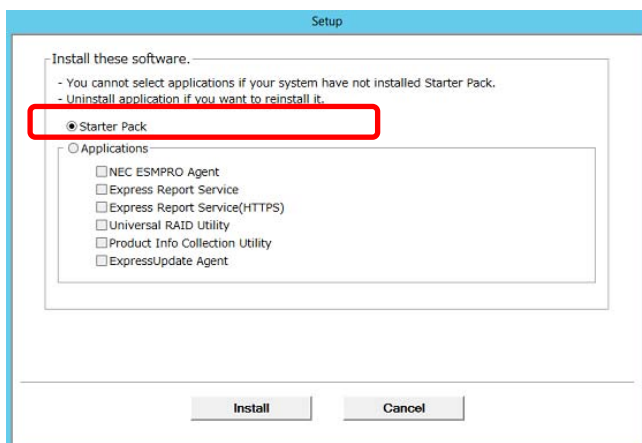 Setup
Install these software.
- You cannot select applications if your system have not installed Starter Pack.
- Uninstall application if you want to reinstall it.
Starter Pack
Applications
NEC ESMPRO Agent
Express Report Service
Express Report Service(HTTPS)
Universal RAID Utility
Product Info Collection Utility
ExpressUpdate Agent
Install Cancel